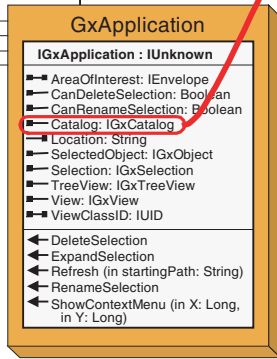 GxApplication
IGxApplication : IUnknown
AreaOfInterest: IEnvelope
CanDeleteSelection: Boolean
CanRenameSelection: Boolean
Catalog: IGxCatalog
Location: String
SelectedObject: IGxObject
Selection: IGxSelection
TreeView: IGxTreeView
View: IGxView
ViewClassID: IUID
DeleteSelection
ExpandSelection
Refresh (in startingPath: String)
RenameSelection
ShowContextMenu (in X: Long,
in Y: Long)